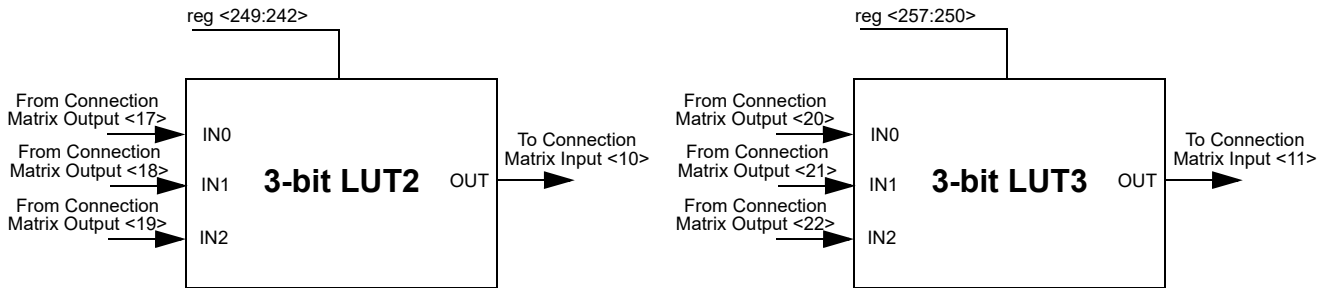 reg <249:242>
From Connection
Matrix Output <17>
IN0
From Connection
Matrix Output <18>
IN1
From Connection
Matrix Output <19>
IN2
3-bit LUT2
OUT
To Connection
Matrix Input <10>
reg <257:250>
From Connection
Matrix Output <20>
IN0
From Connection
Matrix Output <21>
IN1
From Connection
Matrix Output <22>
IN2
3-bit LUT3
OUT
To Connection
Matrix Input <11>